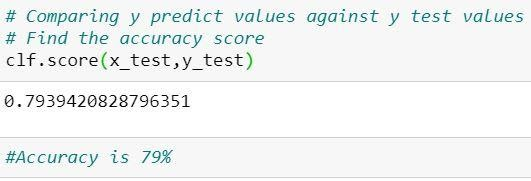 # Comparing y predict values against y test values
# Find the accuracy score
clf.score(x_test,y_test)
0.7939420828796351
#Accuracy is 79%